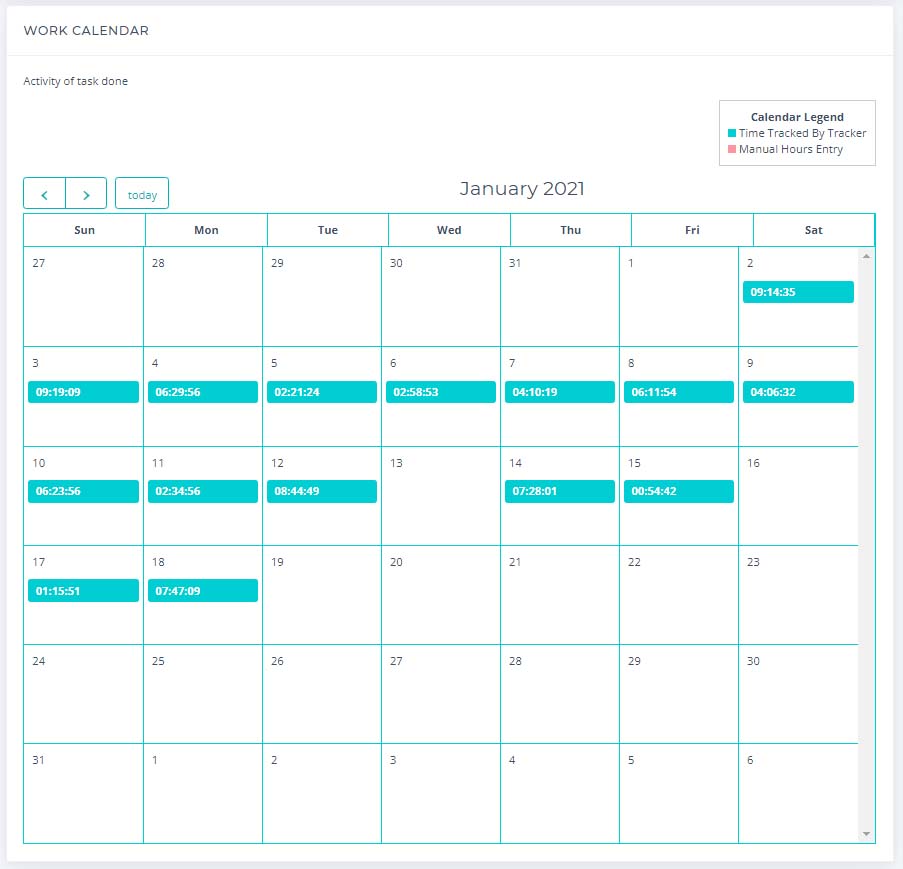 WORK CALENDAR
Activity of task done
Calendar Legend
Time Tracked By Tracker
Manual Hours Entry
today
January 2021
Sun Mon Tue Wed Thu Fri Sat
27 28 29 30 31 1 2
09:14:35
3 4 5 6 7 8 9
09:19:09 06:29:56 02:21:24 02:58:53 04:10:19 06:11:54 04:06:32
10 11 12 13 14 15 16
06:23:56 02:34:56 08:44:49 07:28:01 00:54:42
17 18 19 20 21 22 23
01:15:51 07:47:09
24 25 26 27 28 29 30
31 1 2 3 4 5 6